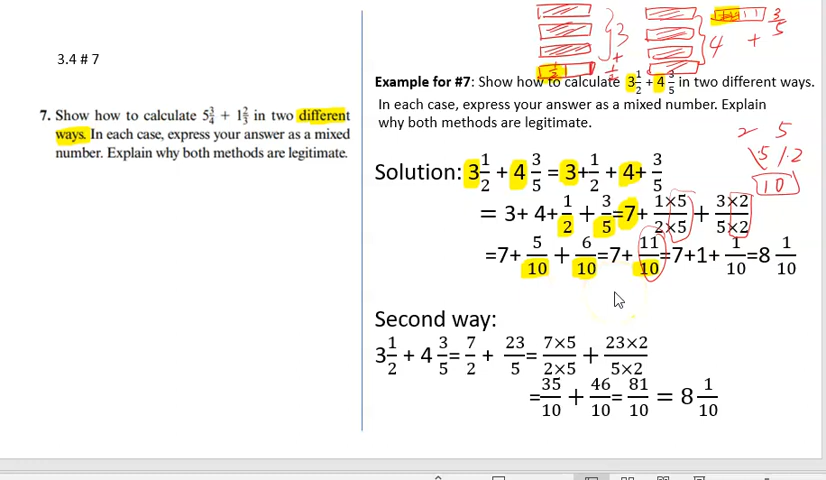 3.4 # 7
7. Show how to calculate 5 3/4 + 1 2/3 in two different
ways. In each case, express your answer as a mixed
number. Explain why both methods are legitimate.
3 + 1/2
4 + 3/5
Example for #7: Show how to calculate 3 1/2 + 4 3/5 in two different ways.
In each case, express your answer as a mixed number. Explain
why both methods are legitimate.
2 5
\5 /2
10
Solution: 3 1/2 + 4 3/5 = 3+ 1/2 + 4+ 3/5
= 3+ 4+ 1/2 + 3/5 =7+ 1×5/2×5 + 3×2/5×2
=7+ 5/10 + 6/10 =7+ 11/10 =7+1+ 1/10 =8 1/10
Second way:
3 1/2 + 4 3/5 = 7/2 + 23/5 = 7×5/2×5 + 23×2/5×2
= 35/10 + 46/10 = 81/10 = 8 1/10